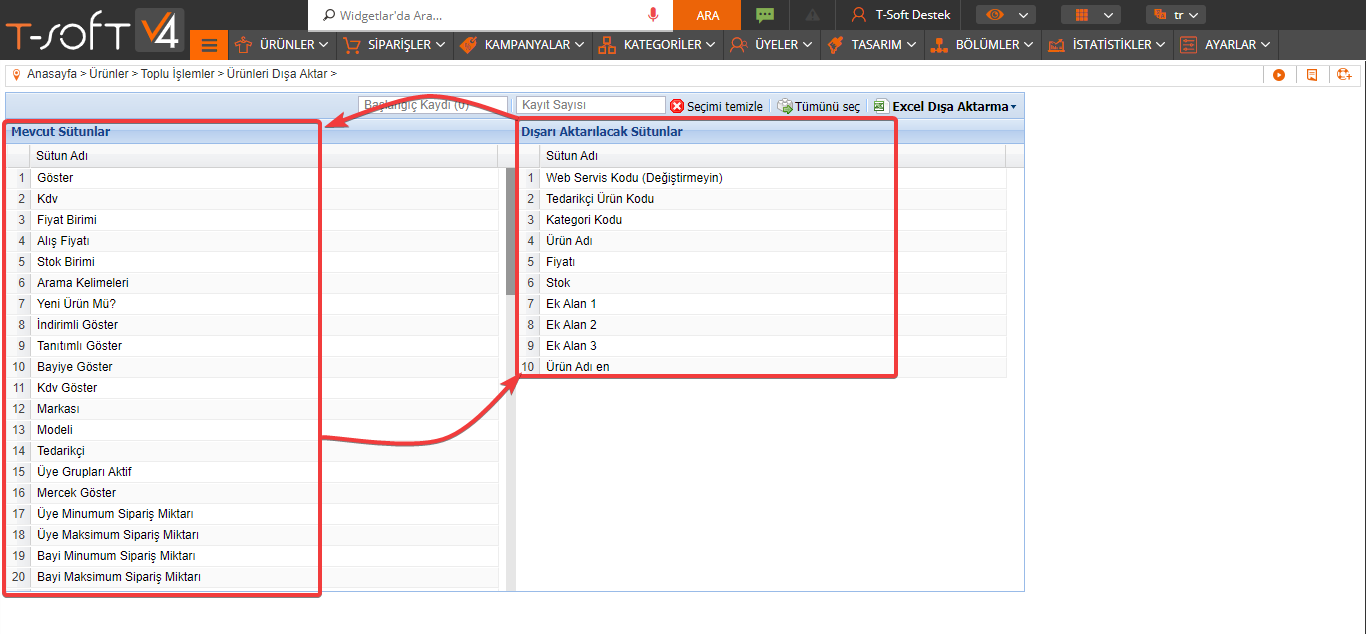 T-SOFT V4
Widgetlar'da Ara...
ARA
T-Soft Destek
tr
ÜRÜNLER
SİPARİŞLER
KAMPANYALAR
KATEGORİLER
ÜYELER
TASARIM
BÖLÜMLER
İSTATİSTİKLER
AYARLAR
Anasayfa > Ürünler > Toplu İşlemler > Ürünleri Dışa Aktar >
Başlangıç Kaydı (0)
Kayıt Sayısı
Seçimi temizle
Tümünü seç
Excel Dışa Aktarma
Mevcut Sütunlar
Sütun Adı
1 Göster
2 Kdv
3 Fiyat Birimi
4 Alış Fiyatı
5 Stok Birimi
6 Arama Kelimeleri
7 Yeni Ürün Mü?
8 İndirimli Göster
9 Tanıtımlı Göster
10 Bayiye Göster
11 Kdv Göster
12 Markası
13 Modeli
14 Tedarikçi
15 Üye Grupları Aktif
16 Mercek Göster
17 Üye Minumum Sipariş Miktarı
18 Üye Maksimum Sipariş Miktarı
19 Bayi Minumum Sipariş Miktarı
20 Bayi Maksimum Sipariş Miktarı
Dışarı Aktarılacak Sütunlar
Sütun Adı
1 Web Servis Kodu (Değiştirmeyin)
2 Tedarikçi Ürün Kodu
3 Kategori Kodu
4 Ürün Adı
5 Fiyatı
6 Stok
7 Ek Alan 1
8 Ek Alan 2
9 Ek Alan 3
10 Ürün Adı en